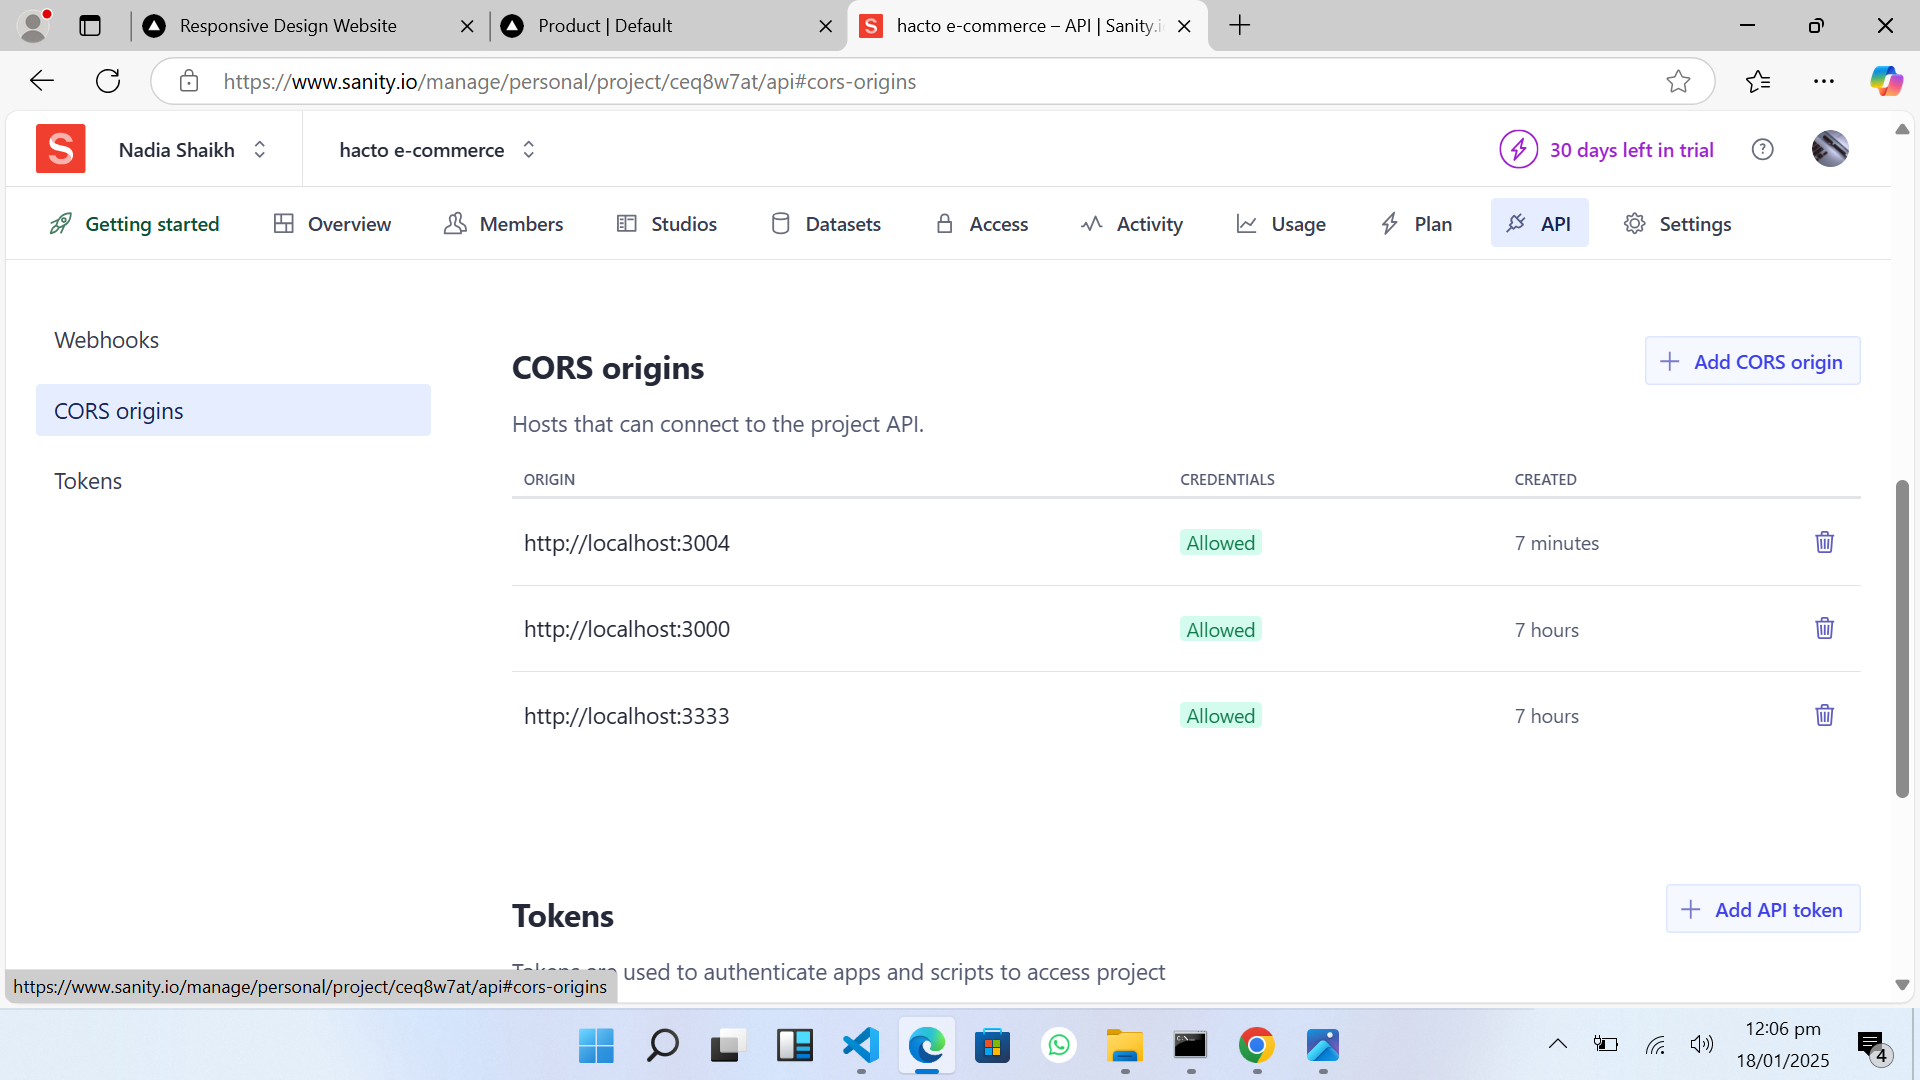 Responsive Design Website
Product | Default
hacto e-commerce – API | Sanity.i
https://www.sanity.io/manage/personal/project/ceq8w7at/api#cors-origins
S
Nadia Shaikh
hacto e-commerce
30 days left in trial
Getting started
Overview
Members
Studios
Datasets
Access
Activity
Usage
Plan
API
Settings
Webhooks
CORS origins
Tokens
CORS origins
Add CORS origin
Hosts that can connect to the project API.
ORIGIN CREDENTIALS CREATED
http://localhost:3004 Allowed 7 minutes
http://localhost:3000 Allowed 7 hours
http://localhost:3333 Allowed 7 hours
Tokens
Add API token
Tokens are used to authenticate apps and scripts to access project
https://www.sanity.io/manage/personal/project/ceq8w7at/api#cors-origins
12:06 pm
18/01/2025
4